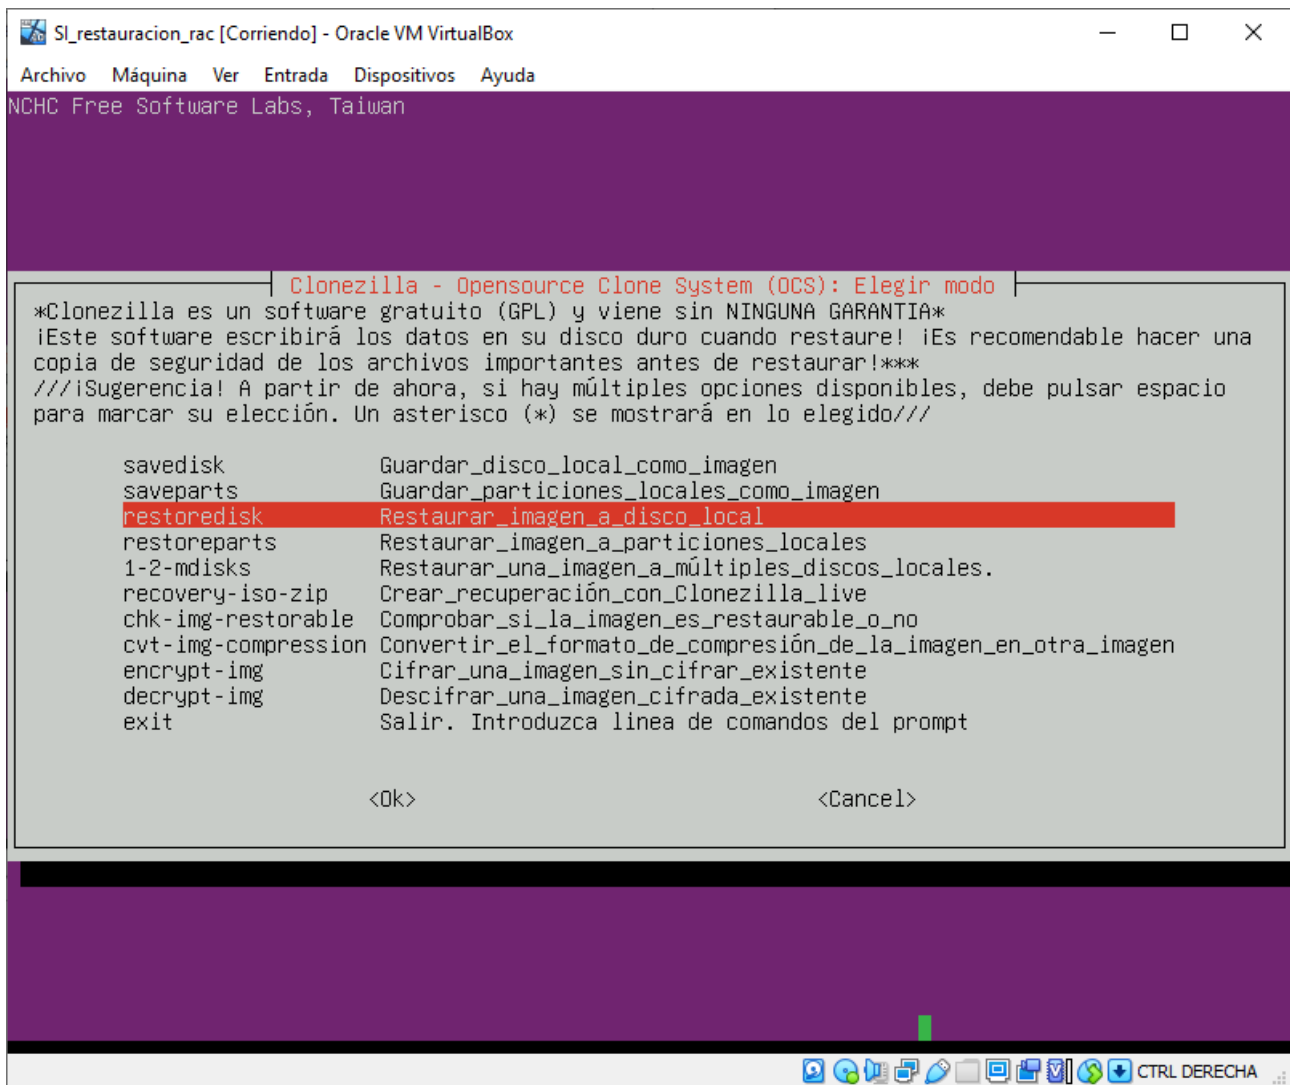 SI_restauracion_rac [Corriendo] - Oracle VM VirtualBox
Archivo Máquina Ver Entrada Dispositivos Ayuda
NCHC Free Software Labs, Taiwan
Clonezilla - Opensource Clone System (OCS): Elegir modo
*Clonezilla es un software gratuito (GPL) y viene sin NINGUNA GARANTIA*
¡Este software escribirá los datos en su disco duro cuando restaure! ¡Es recomendable hacer una
copia de seguridad de los archivos importantes antes de restaurar!***
///¡Sugerencia! A partir de ahora, si hay múltiples opciones disponibles, debe pulsar espacio
para marcar su elección. Un asterisco (*) se mostrará en lo elegido///
savedisk Guardar_disco_local_como_imagen
saveparts Guardar_particiones_locales_como_imagen
restoredisk Restaurar_imagen_a_disco_local
restoreparts Restaurar_imagen_a_particiones_locales
1-2-mdisks Restaurar_una_imagen_a_múltiples_discos_locales.
recovery-iso-zip Crear_recuperación_con_Clonezilla_live
chk-img-restorable Comprobar_si_la_imagen_es_restaurable_o_no
cvt-img-compression Convertir_el_formato_de_compresión_de_la_imagen_en_otra_imagen
encrypt-img Cifrar_una_imagen_sin_cifrar_existente
decrypt-img Descifrar_una_imagen_cifrada_existente
exit Salir. Introduzca linea de comandos del prompt
<Ok> <Cancel>
CTRL DERECHA